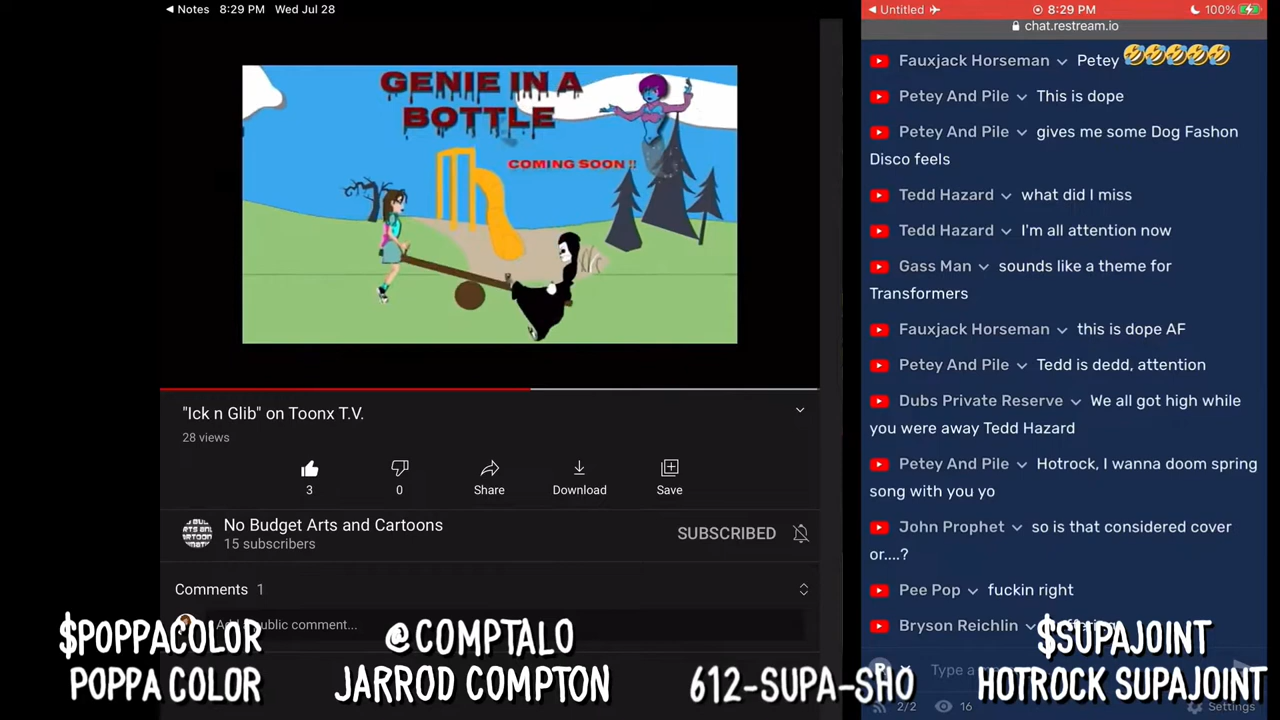 Notes 8:29 PM Wed Jul 28
GENIE IN A
BOTTLE
COMING SOON !!
"Ick n Glib" on Toonx T.V.
28 views
3
0
Share
Download
Save
No Budget Arts and Cartoons
15 subscribers
SUBSCRIBED
Comments 1
public comment...
Untitled 8:29 PM 100%
chat.restream.io
Fauxjack Horseman Petey 🤣🤣🤣🤣🤣
Petey And Pile This is dope
Petey And Pile gives me some Dog Fashon
Disco feels
Tedd Hazard what did I miss
Tedd Hazard I'm all attention now
Gass Man sounds like a theme for
Transformers
Fauxjack Horseman this is dope AF
Petey And Pile Tedd is dedd, attention
Dubs Private Reserve We all got high while
you were away Tedd Hazard
Petey And Pile Hotrock, I wanna doom spring
song with you yo
John Prophet so is that considered cover
or....?
Pee Pop fuckin right
Bryson Reichlin
Type a
2/2 16 Settings
$POPPACOLOR
POPPA COLOR
@COMPTALO
JARROD COMPTON
612-SUPA-SHO
$SUPAJOINT
HOTROCK SUPAJOINT